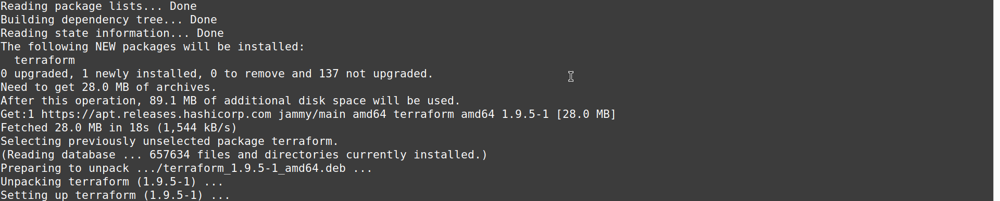 Reading package lists... Done
Building dependency tree... Done
Reading state information... Done
The following NEW packages will be installed:
  terraform
0 upgraded, 1 newly installed, 0 to remove and 137 not upgraded.
Need to get 28.0 MB of archives.
After this operation, 89.1 MB of additional disk space will be used.
Get:1 https://apt.releases.hashicorp.com jammy/main amd64 terraform amd64 1.9.5-1 [28.0 MB]
Fetched 28.0 MB in 18s (1,544 kB/s)
Selecting previously unselected package terraform.
(Reading database ... 657634 files and directories currently installed.)
Preparing to unpack .../terraform_1.9.5-1_amd64.deb ...
Unpacking terraform (1.9.5-1) ...
Setting up terraform (1.9.5-1) ...